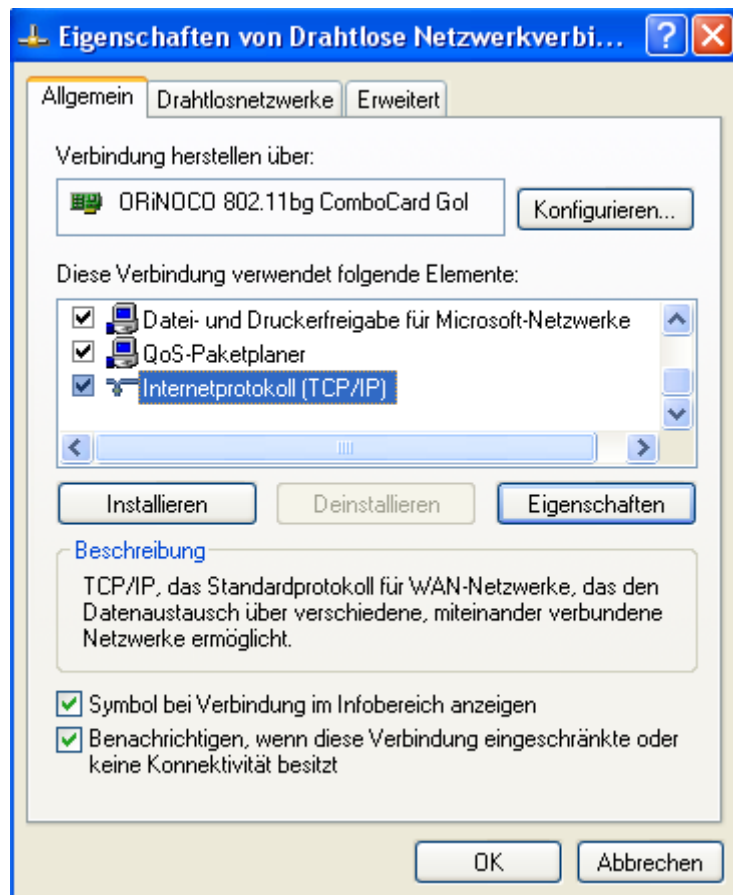 Eigenschaften von Drahtlose Netzwerkverbi...
Allgemein
Drahtlosnetzwerke
Erweitert
Verbindung herstellen über:
ORiNOCO 802.11bg ComboCard Gol
Konfigurieren...
Diese Verbindung verwendet folgende Elemente:
Datei- und Druckerfreigabe für Microsoft-Netzwerke
QoS-Paketplaner
Internetprotokoll (TCP/IP)
Installieren
Deinstallieren
Eigenschaften
Beschreibung
TCP/IP, das Standardprotokoll für WAN-Netzwerke, das den
Datenaustausch über verschiedene, miteinander verbundene
Netzwerke ermöglicht.
Symbol bei Verbindung im Infobereich anzeigen
Benachrichtigen, wenn diese Verbindung eingeschränkte oder
keine Konnektivität besitzt
OK
Abbrechen